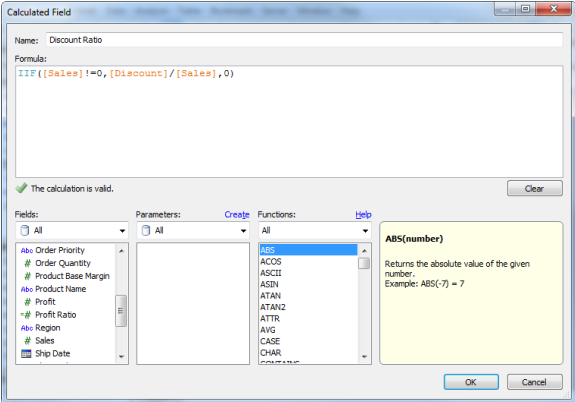 Calculated Field
Name: Discount Ratio
Formula:
IIF([Sales]!=0,[Discount]/[Sales],0)
The calculation is valid.
Clear
Fields: Parameters: Create Functions: Help
All All All
Abc Order Priority
# Order Quantity
# Product Base Margin
Abc Product Name
# Profit
=# Profit Ratio
Abc Region
# Sales
Ship Date
ABS
ACOS
ASCII
ASIN
ATAN
ATAN2
ATTR
AVG
CASE
CHAR
CONTAINS
ABS(number)
Returns the absolute value of the given
number.
Example: ABS(-7) = 7
OK Cancel